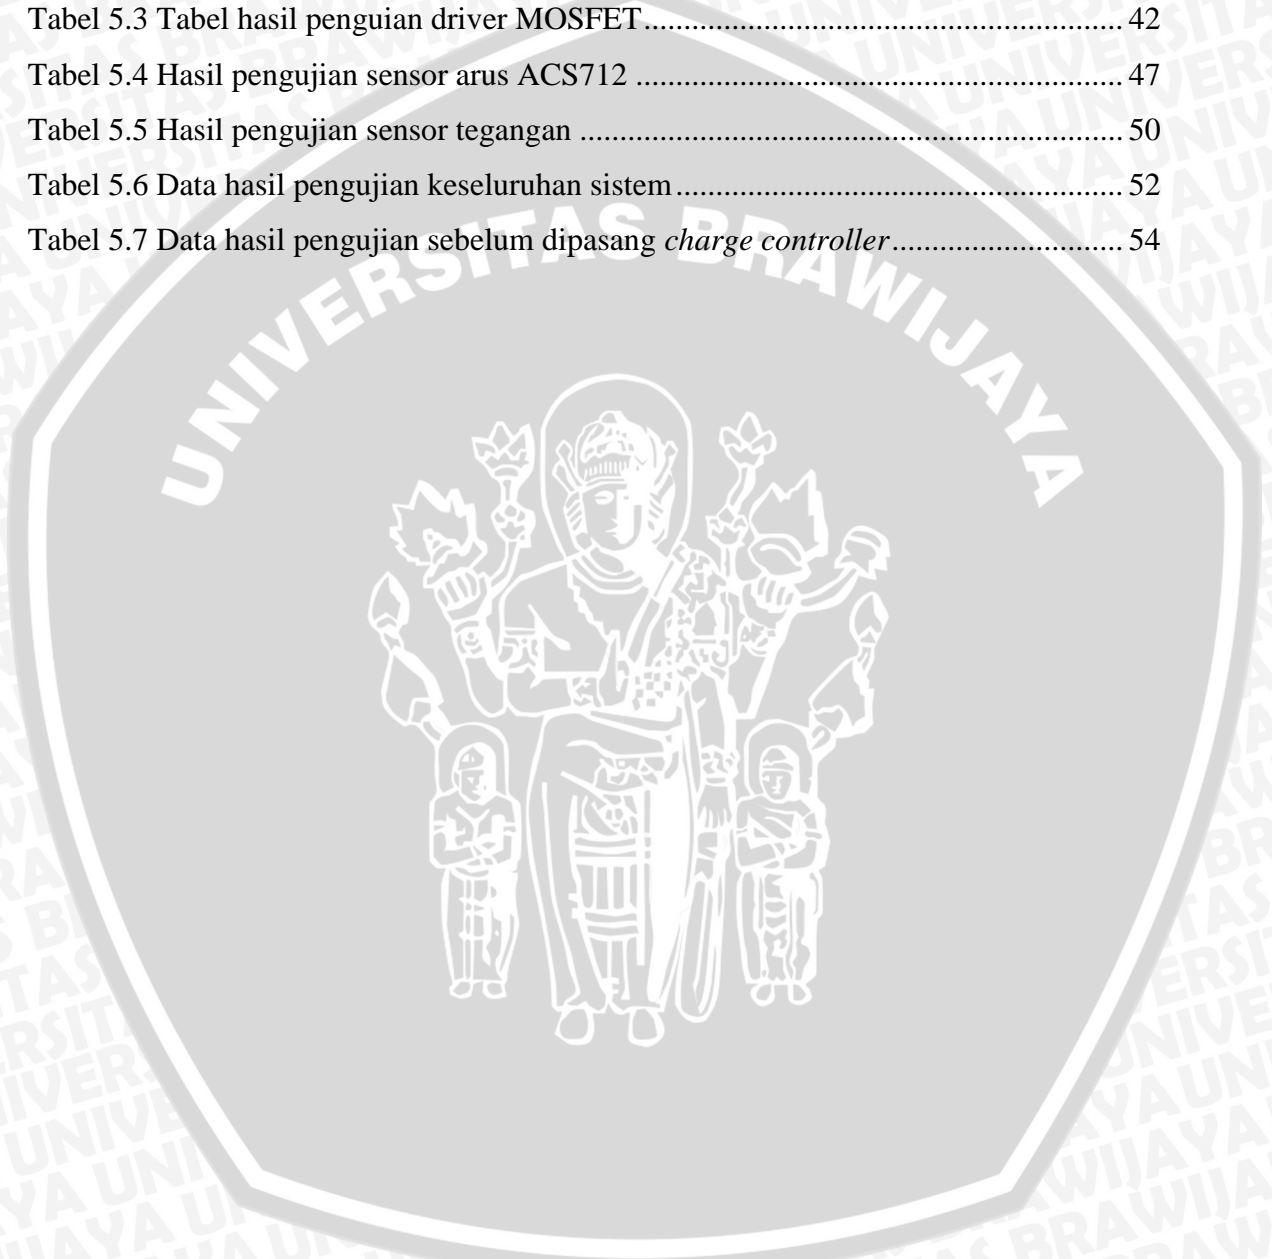 Tabel 5.3 Tabel hasil penguian driver MOSFET............................................................. 42
Tabel 5.4 Hasil pengujian sensor arus ACS712 .............................................................. 47
Tabel 5.5 Hasil pengujian sensor tegangan ..................................................................... 50
Tabel 5.6 Data hasil pengujian keseluruhan sistem......................................................... 52
Tabel 5.7 Data hasil pengujian sebelum dipasang charge controller.............................. 54
UNIVERSITAS BRAWIJAYA